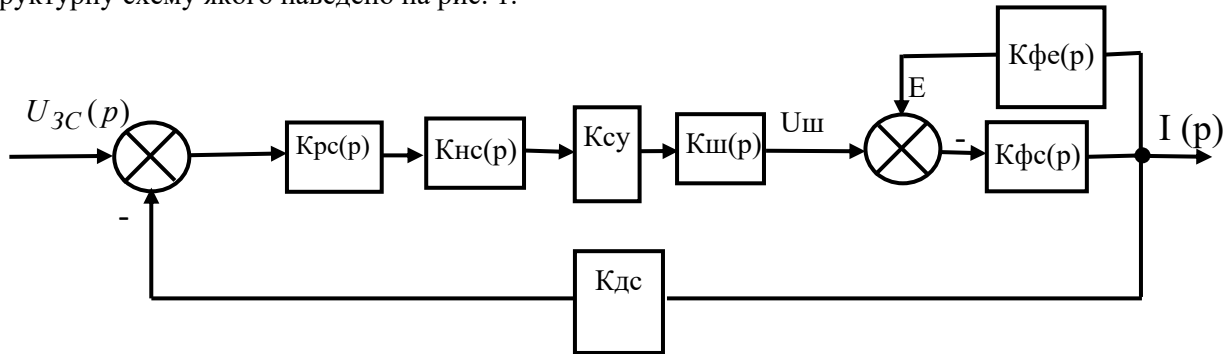 руктурну схему якого наведено на рис. 1.
Кфе(р)
E
U_ЗС(p)
Крс(р)
Кнс(р)
Ксу
Кш(р)
Uш
-
Кфс(р)
I (p)
-
Кдс